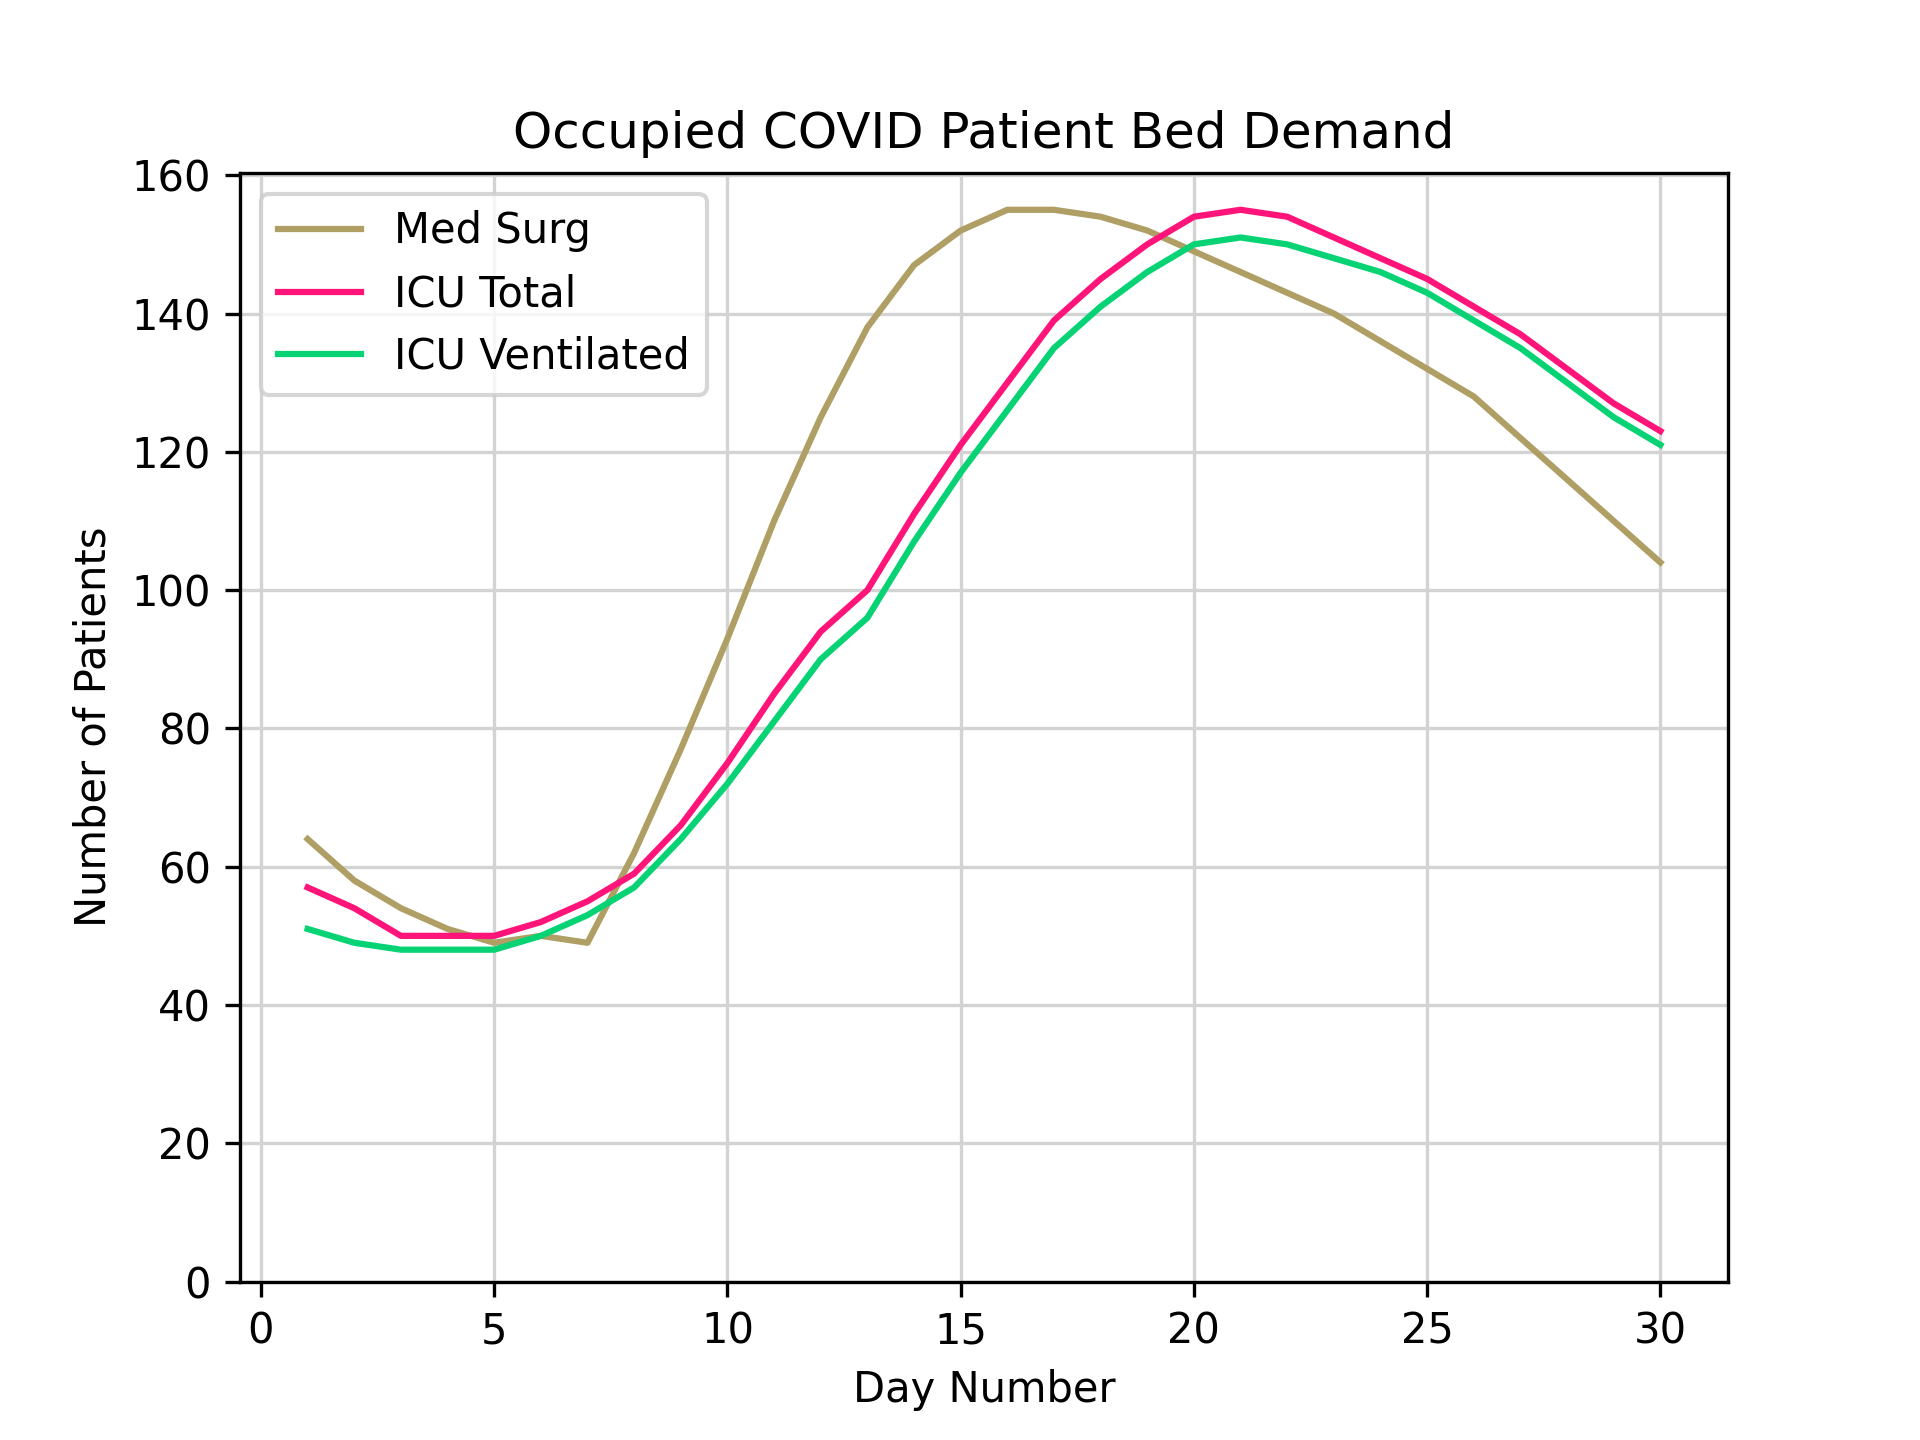 Occupied COVID Patient Bed Demand
Med Surg
ICU Total
ICU Ventilated
Number of Patients
160
140
120
100
80
60
40
20
0
0 5 10 15 20 25 30
Day Number